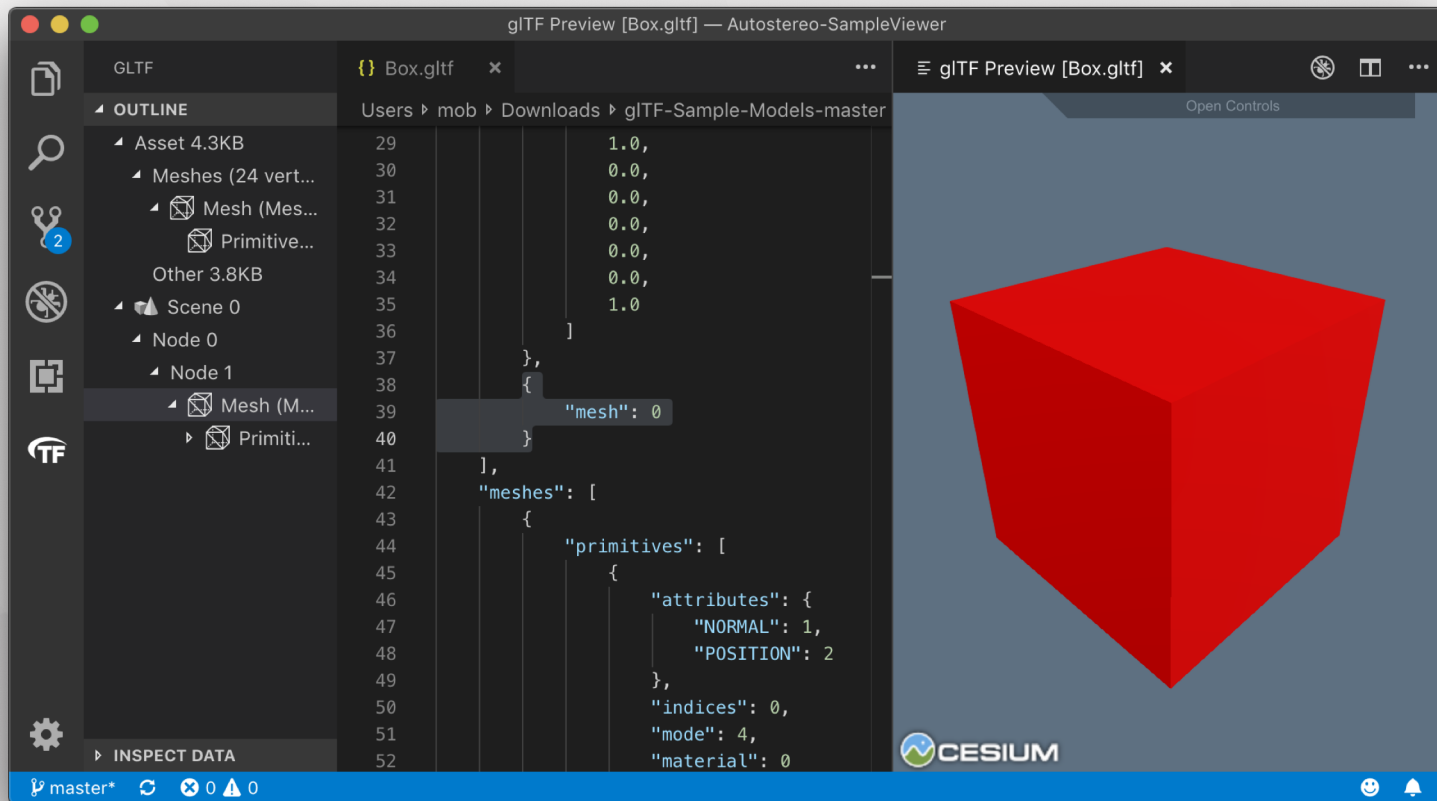 glTF Preview [Box.gltf] — Autostereo-SampleViewer
GLTF
OUTLINE
Asset 4.3KB
Meshes (24 vert...
Mesh (Mes...
Primitive...
Other 3.8KB
Scene 0
Node 0
Node 1
Mesh (M...
Primiti...
INSPECT DATA
2
TF
{} Box.gltf ×
Users mob Downloads glTF-Sample-Models-master
29 1.0,
30 0.0,
31 0.0,
32 0.0,
33 0.0,
34 0.0,
35 1.0
36 ]
37 },
38 {
39 "mesh": 0
40 }
41 ],
42 "meshes": [
43 {
44 "primitives": [
45 {
46 "attributes": {
47 "NORMAL": 1,
48 "POSITION": 2
49 },
50 "indices": 0,
51 "mode": 4,
52 "material": 0
glTF Preview [Box.gltf] ×
Open Controls
CESIUM
master* 0 0